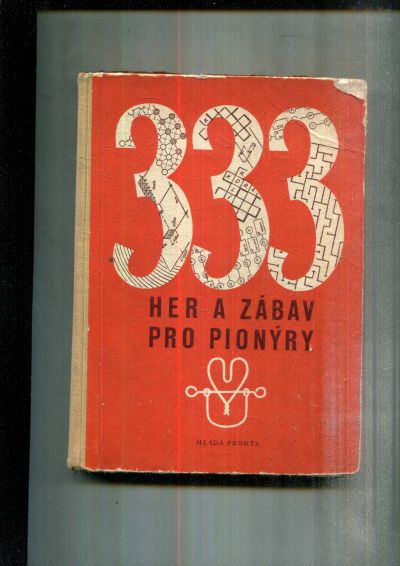 333
HER A ZÁBAV
PRO PIONÝRY
MLADÁ FRONTA